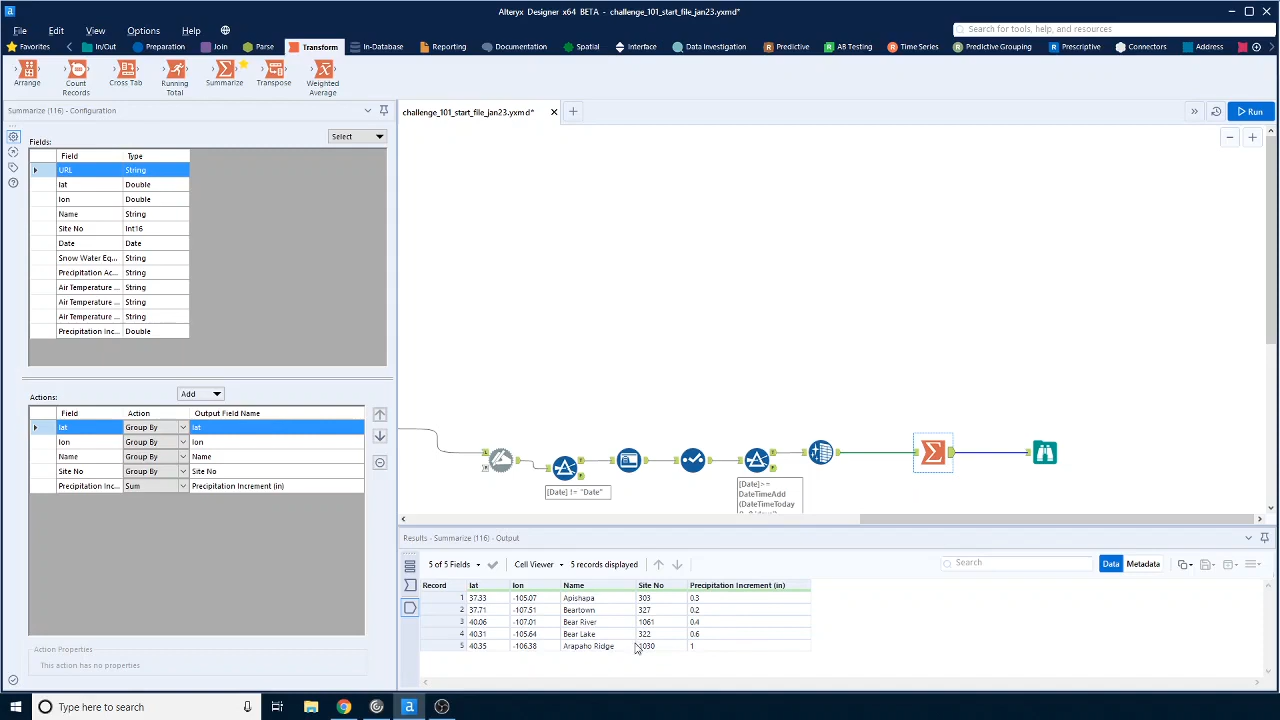 Alteryx Designer x64 BETA - challenge_101_start_file_jan23.yxmd*
File Edit View Options Help
Search for tools, help, and resources
Favorites In/Out Preparation Join Parse Transform In-Database Reporting Documentation Spatial Interface Data Investigation Predictive AB Testing Time Series Predictive Grouping Prescriptive Connectors Address
Arrange Count Records Cross Tab Running Total Summarize Transpose Weighted Average
Summarize (116) - Configuration
challenge_101_start_file_jan23.yxmd*
Run
Fields:
Select
Field Type
URL String
lat Double
lon Double
Name String
Site No Int16
Date Date
Snow Water Eq... String
Precipitation Ac... String
Air Temperature ... String
Air Temperature ... String
Air Temperature ... String
Precipitation Inc... Double
Actions:
Add
Field Action Output Field Name
lat Group By lat
lon Group By lon
Name Group By Name
Site No Group By Site No
Precipitation Inc... Sum Precipitation Increment (in)
Action Properties
This action has no properties
[Date] != "Date"
[Date]>=
DateTimeAdd
(DateTimeToday
Results - Summarize (116) - Output
5 of 5 Fields Cell Viewer 5 records displayed Search Data Metadata
Record lat lon Name Site No Precipitation Increment (in)
1 37.33 -105.07 Apishapa 303 0.3
2 37.71 -107.51 Beartown 327 0.2
3 40.06 -107.01 Bear River 1061 0.4
4 40.31 -105.64 Bear Lake 322 0.6
5 40.35 -106.38 Arapaho Ridge 1030 1
Type here to search